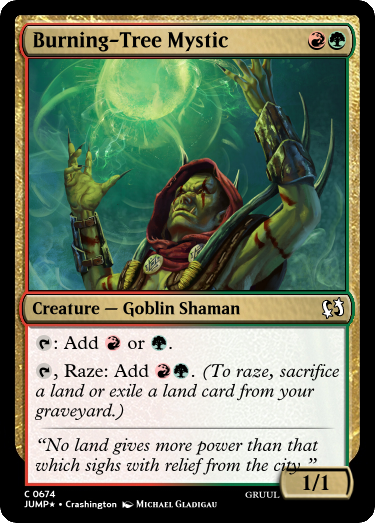 Burning-Tree Mystic
Creature — Goblin Shaman
: Add or .
, Raze: Add . (To raze, sacrifice
a land or exile a land card from your
graveyard.)
“No land gives more power than that
which sighs with relief from the city.”
1/1
C 0674 GRUUL
JUMP★ • Crashington Michael Gladigau